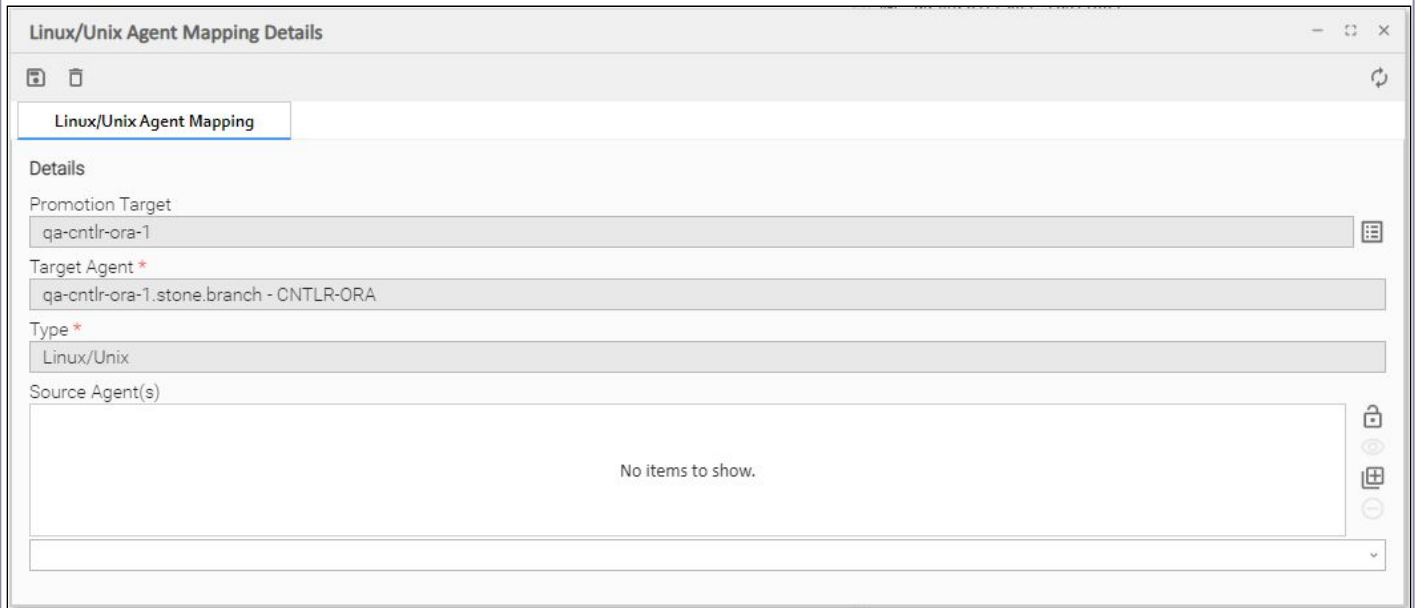 Linux/Unix Agent Mapping Details
Linux/Unix Agent Mapping
Details
Promotion Target
qa-cntlr-ora-1
Target Agent *
qa-cntlr-ora-1.stone.branch - CNTLR-ORA
Type *
Linux/Unix
Source Agent(s)
No items to show.